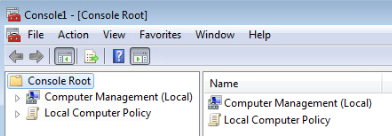 Console1 - [Console Root]
File Action View Favorites Window Help
Console Root
Computer Management (Local)
Local Computer Policy
Name
Computer Management (Local)
Local Computer Policy